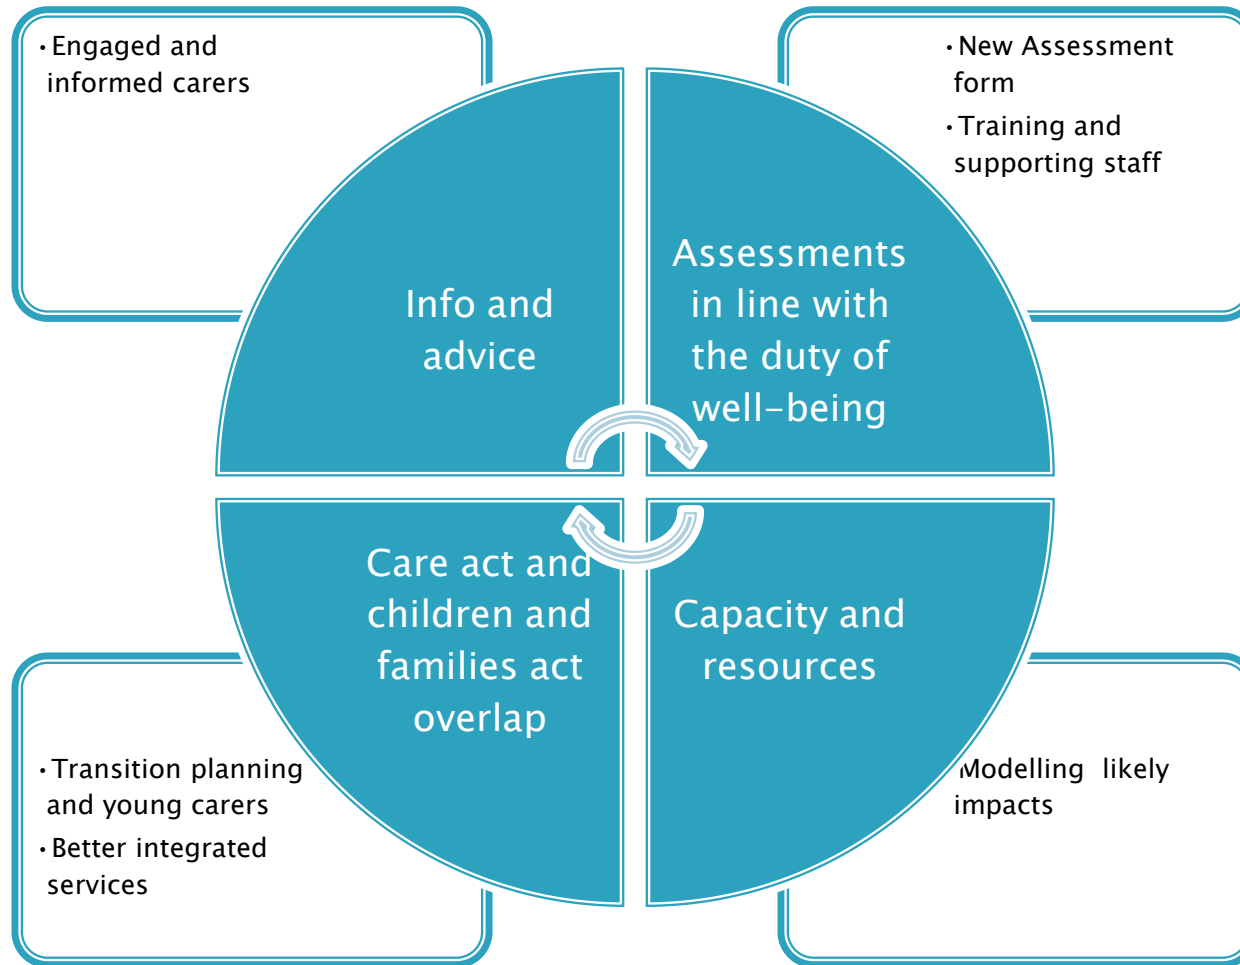 · Engaged and
informed carers
· New Assessment
form
· Training and
supporting staff
Info and
advice
Assessments
in line with
the duty of
well-being
Care act and
children and
families act
overlap
Capacity and
resources
· Transition planning
and young carers
· Better integrated
services
Modelling likely
impacts